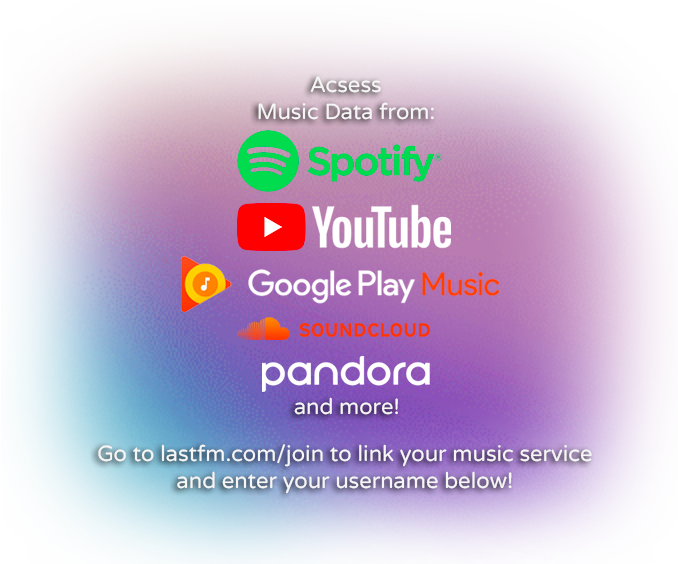 Acsess
Music Data from:
Spotify®
YouTube
Google Play Music
SOUNDCLOUD
pandora
and more!
Go to lastfm.com/join to link your music service
and enter your username below!